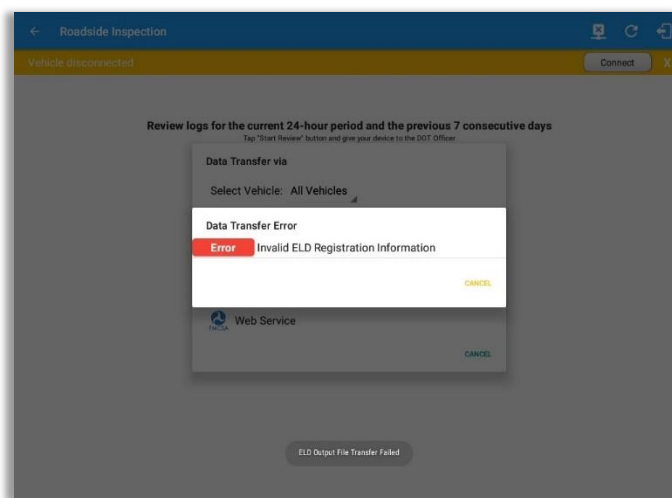 Roadside Inspection
Vehicle disconnected
Connect X
Review logs for the current 24-hour period and the previous 7 consecutive days
Tap "Start Review" button and give your device to the DOT Officer
Data Transfer via
Select Vehicle: All Vehicles
Data Transfer Error
Error Invalid ELD Registration Information
CANCEL
FMCSA
Web Service
CANCEL
ELD Output File Transfer Failed